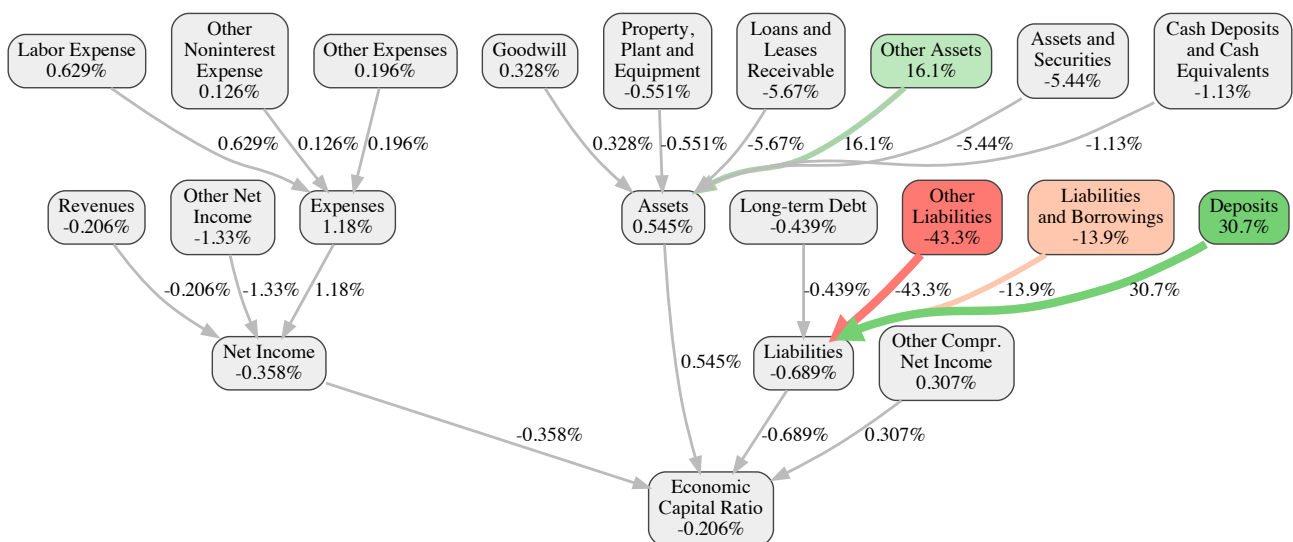 Labor Expense
0.629%
Other
Noninterest
Expense
0.126%
Other Expenses
0.196%
Goodwill
0.328%
Property,
Plant and
Equipment
-0.551%
Loans and
Leases
Receivable
-5.67%
Other Assets
16.1%
Assets and
Securities
-5.44%
Cash Deposits
and Cash
Equivalents
-1.13%
0.629%
0.126%
0.196%
0.328%
-0.551%
-5.67%
16.1%
-5.44%
-1.13%
Revenues
-0.206%
Other Net
Income
-1.33%
Expenses
1.18%
Assets
0.545%
Long-term Debt
-0.439%
Other
Liabilities
-43.3%
Liabilities
and Borrowings
-13.9%
Deposits
30.7%
-0.206%
-1.33%
1.18%
-0.439%
-43.3%
-13.9%
30.7%
Net Income
-0.358%
0.545%
Liabilities
-0.689%
Other Compr.
Net Income
0.307%
-0.358%
-0.689%
0.307%
Economic
Capital Ratio
-0.206%